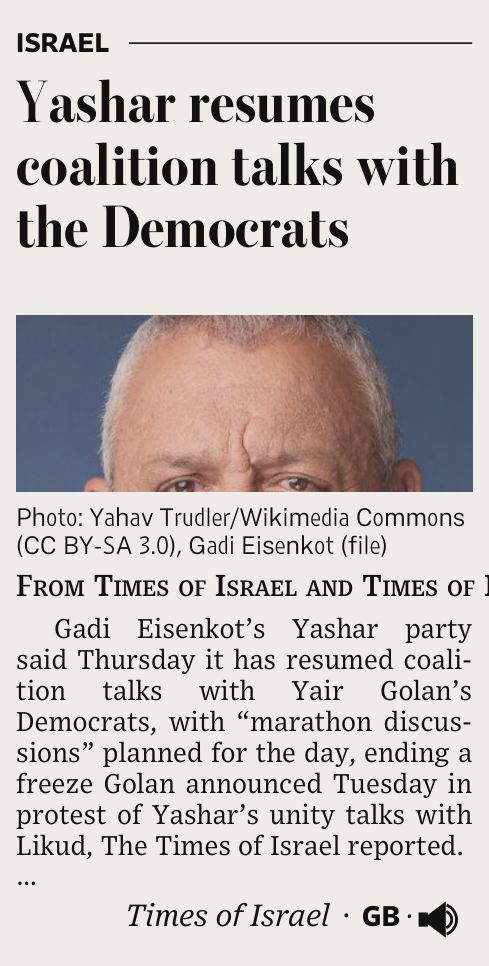 ISRAEL
Yashar resumes
coalition talks with
the Democrats
Photo: Yahav Trudler/Wikimedia Commons
(CC BY-SA 3.0), Gadi Eisenkot (file)
FROM TIMES OF ISRAEL AND TIMES OF
Gadi Eisenkot’s Yashar party
said Thursday it has resumed coali-
tion talks with Yair Golan’s
Democrats, with “marathon discus-
sions” planned for the day, ending a
freeze Golan announced Tuesday in
protest of Yashar’s unity talks with
Likud, The Times of Israel reported.
...
Times of Israel · GB ·